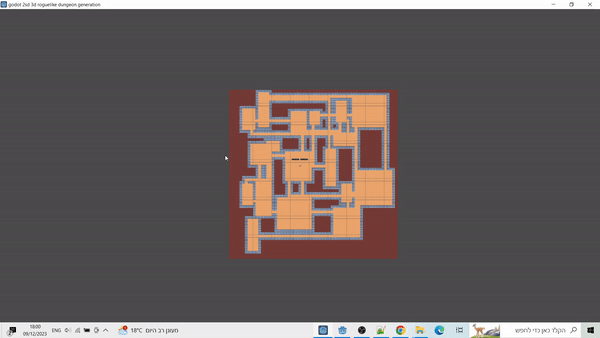 godot 2xd 3d roguelike dungeon generation
18:00
09/12/2023
ENG
18°C
מעונן רב היום
הקלד כאן כדי לחפש